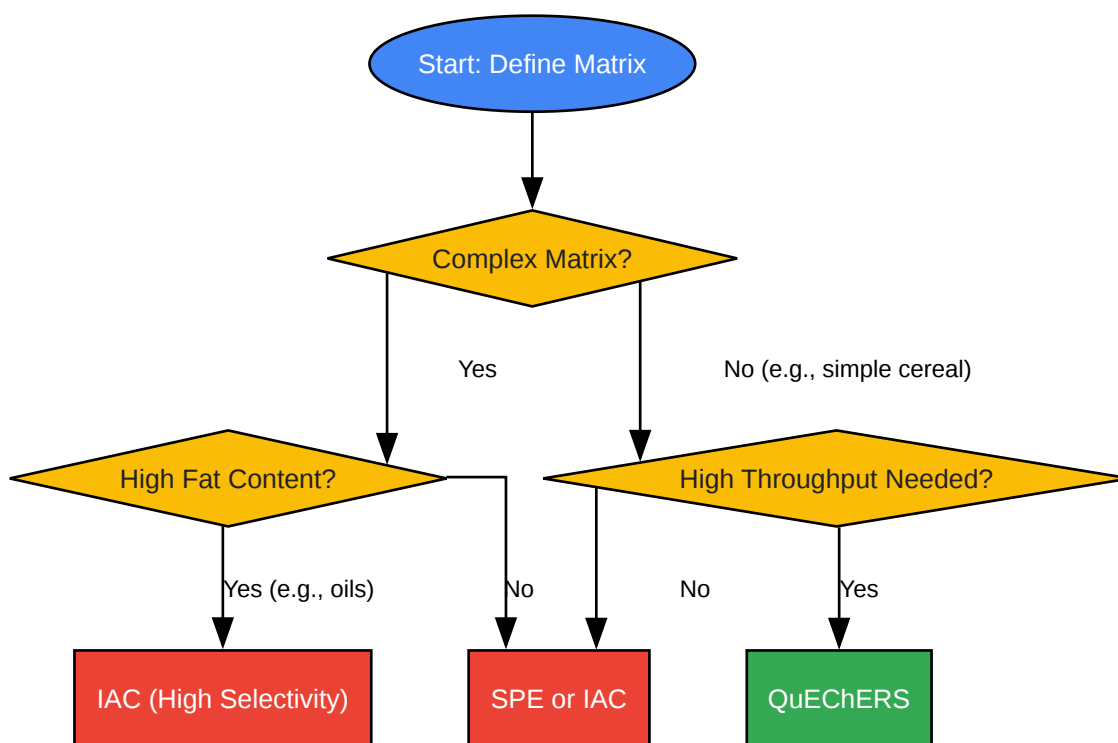 Start: Define Matrix
Complex Matrix?
Yes
No (e.g., simple cereal)
High Fat Content?
High Throughput Needed?
Yes (e.g., oils)
No
No
Yes
IAC (High Selectivity)
SPE or IAC
QuEChERS